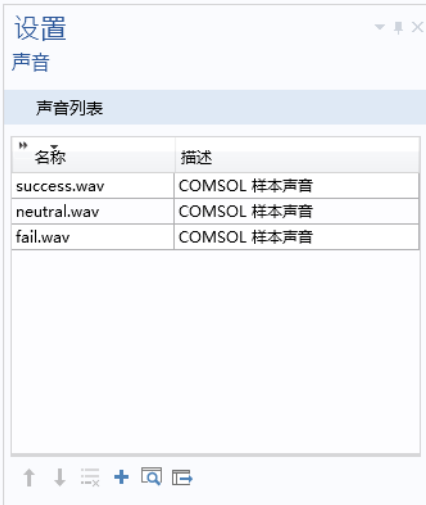 设置
声音
声音列表
名称 描述
success.wav COMSOL 样本声音
neutral.wav COMSOL 样本声音
fail.wav COMSOL 样本声音